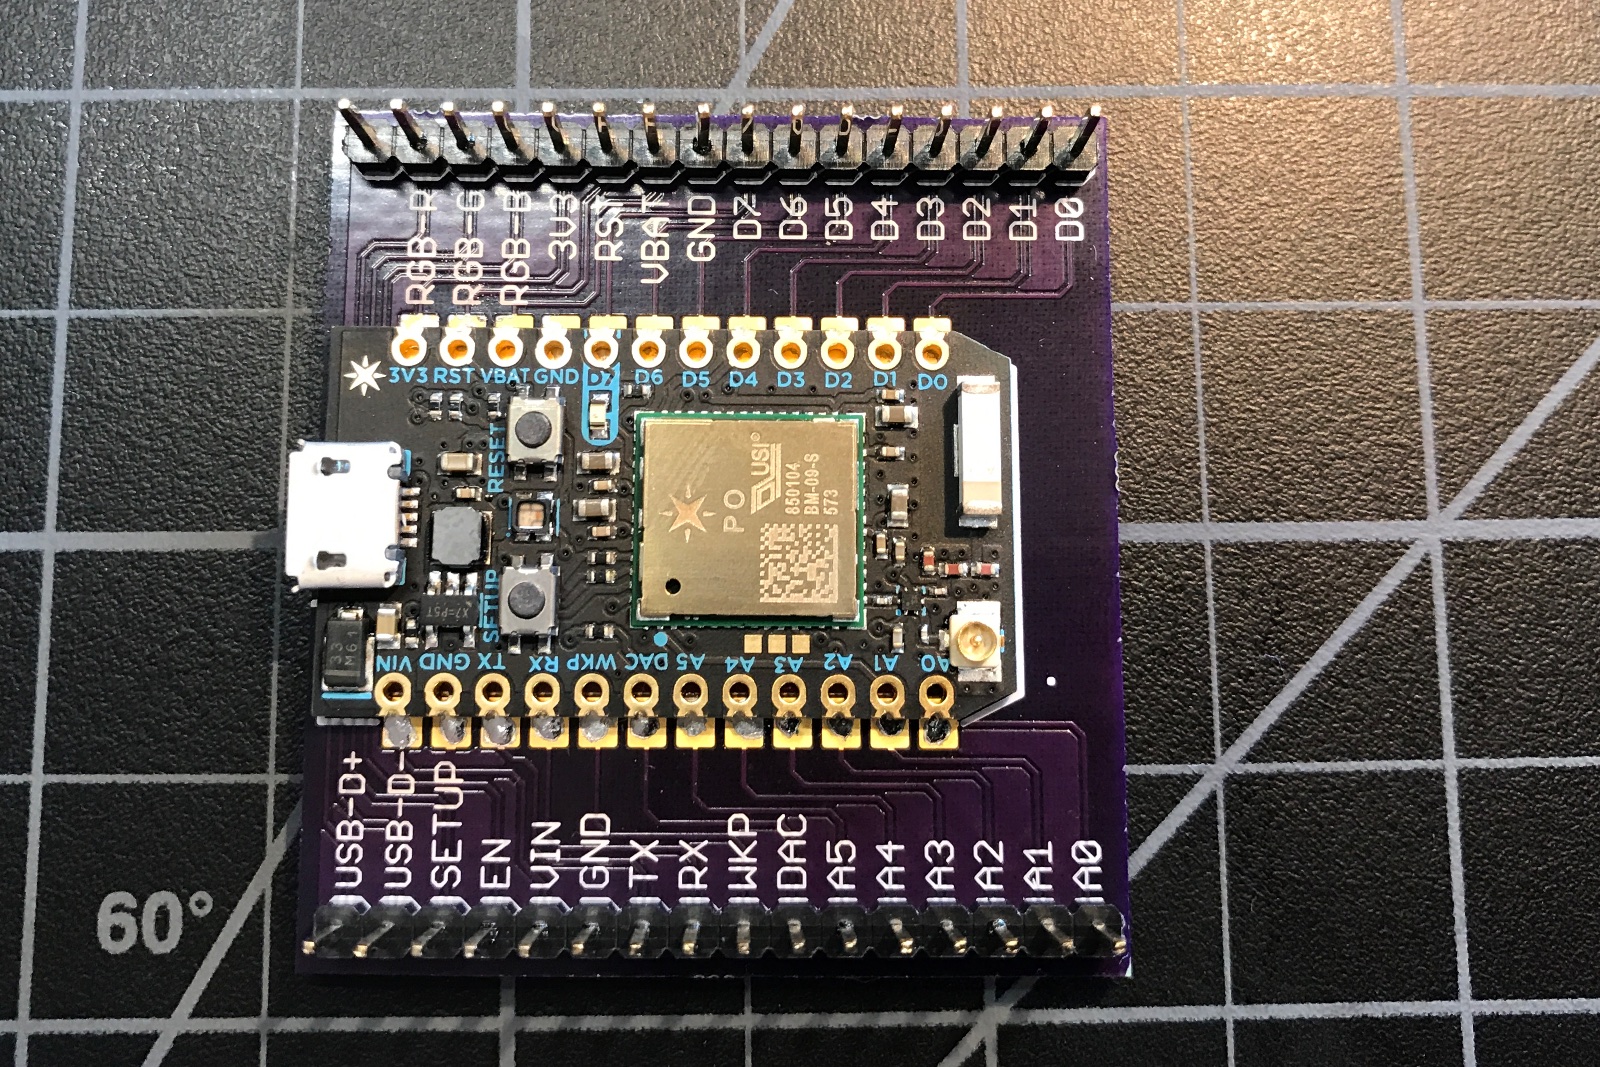 RGB-R
RGB-G
RGB-B
3V3
RST
VBAT
GND
D7
D6
D5
D4
D3
D2
D1
D0
3V3 RST VBAT GND D7 D6 D5 D4 D3 D2 D1 D0
RESET
SETUP
P0
USI®
850104
BM-09-S
573
33
M61
VIN GND TX RX WKP DAC A5 A4 A3 A2 A1 A0
USB-D+
USB-D-
SETUP
EN
VIN
GND
TX
RX
WKP
DAC
A5
A4
A3
A2
A1
A0
60°